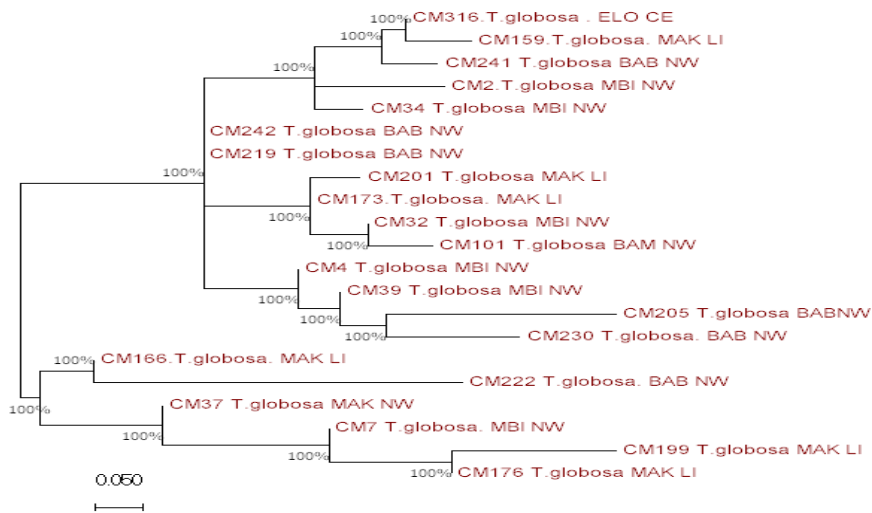 100% CM316.T.globosa . ELO CE
100% CM159.T.globosa. MAK LI
100% CM241 T.globosa BAB NW
CM2.T.globosa MBI NW
CM34 T.globosa MBI NW
CM242 T.globosa BAB NW
CM219 T.globosa BAB NW
100%
CM201 T.globosa MAK LI
CM173.T.globosa. MAK LI
100% CM32 T.globosa MBI NW
100% CM101 T.globosa BAM NW
CM4 T.globosa MBI NW
100% CM39 T.globosa MBI NW
100% CM205 T.globosa BABNW
100% CM230 T.globosa. BAB NW
100% CM166.T.globosa. MAK LI
CM222 T.globosa. BAB NW
100% CM37 T.globosa MAK NW
100% CM7 T.globosa. MBI NW
100% CM199 T.globosa MAK LI
100% CM176 T.globosa MAK LI
0.050